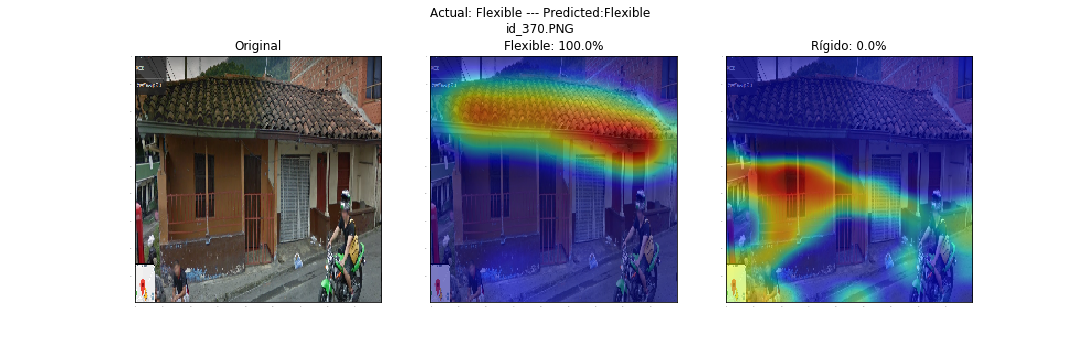 Actual: Flexible --- Predicted:Flexible
id_370.PNG
Original
Flexible: 100.0%
Rígido: 0.0%